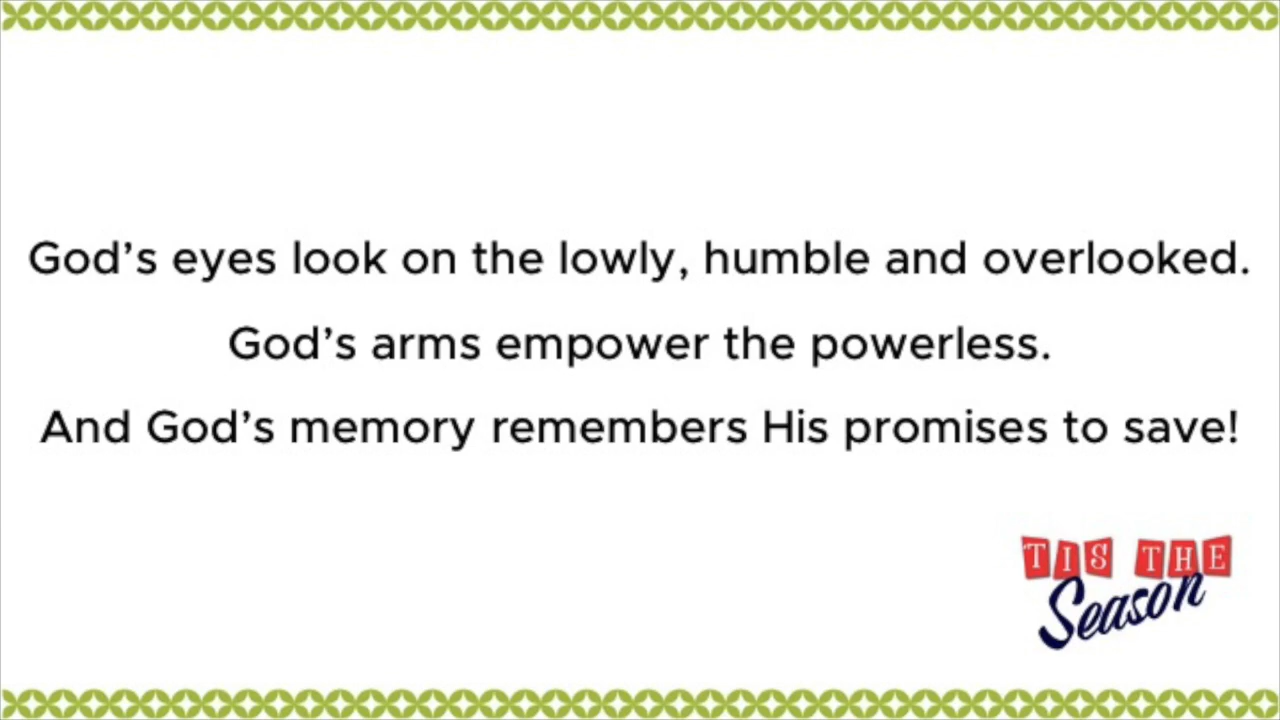 God’s eyes look on the lowly, humble and overlooked.
God’s arms empower the powerless.
And God’s memory remembers His promises to save!
TIS THE
Season